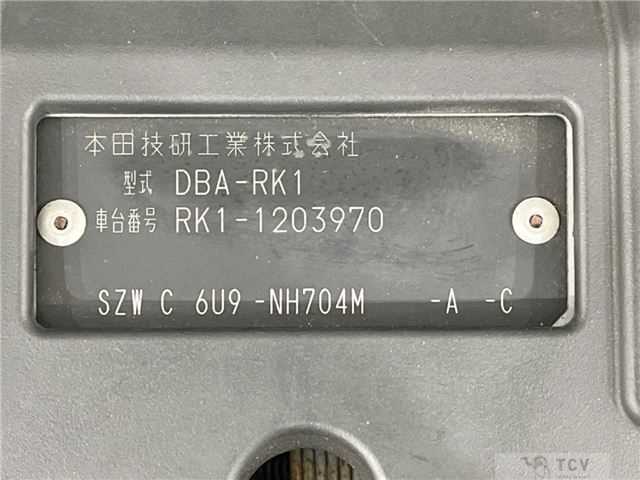 本田技研工業株式会社
型式 DBA-RK1
車台番号 RK1-1203970
SZW C 6U9 -NH704M -A -C
TCV